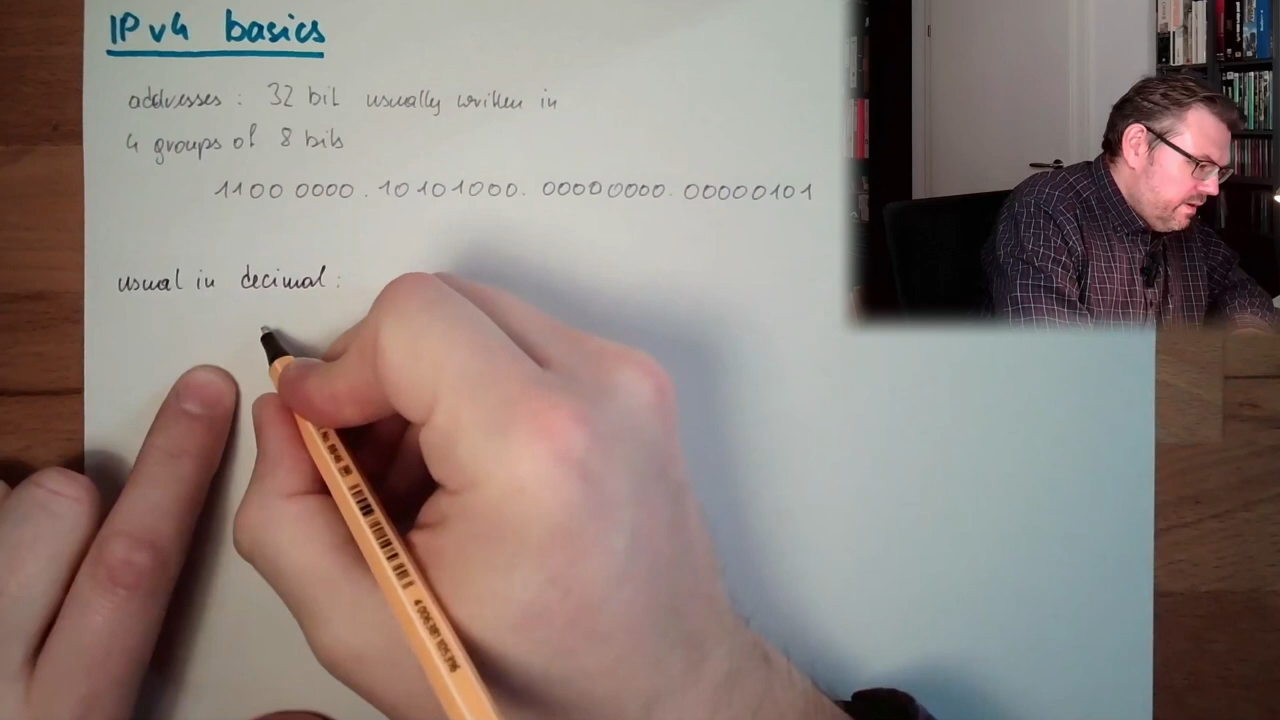 IPv4 basics
addresses : 32 bit usually written in
4 groups of 8 bits
1100 0000 . 10101000 . 00000000 . 00000101
usual in decimal :